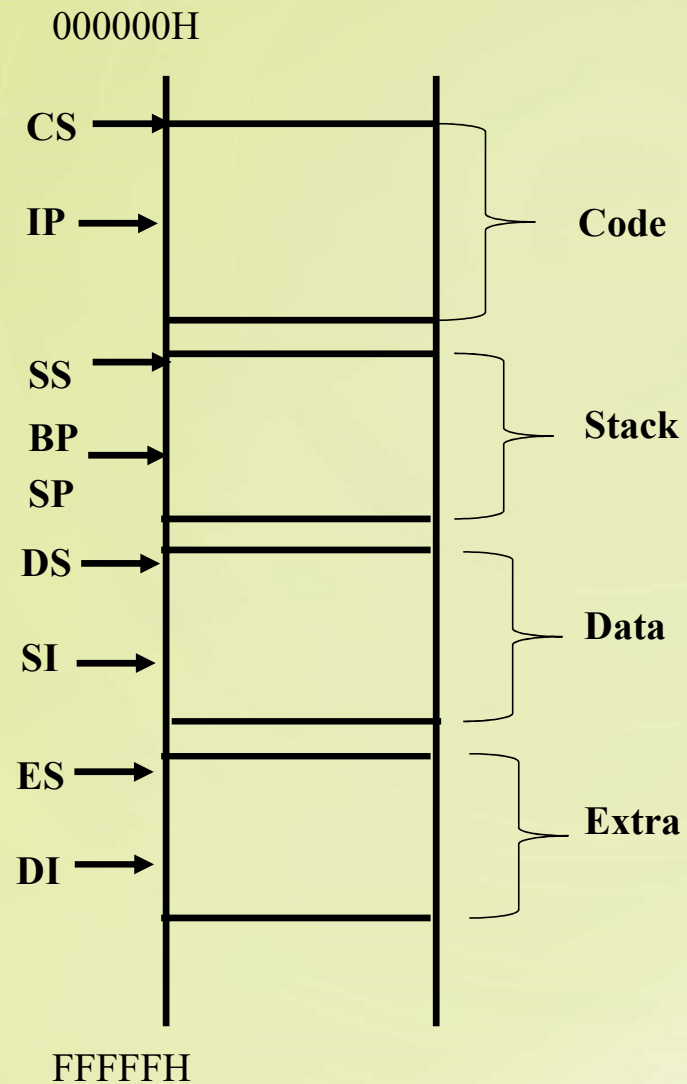 000000H
CS
IP
Code
SS
BP
SP
Stack
DS
SI
Data
ES
DI
Extra
FFFFFH